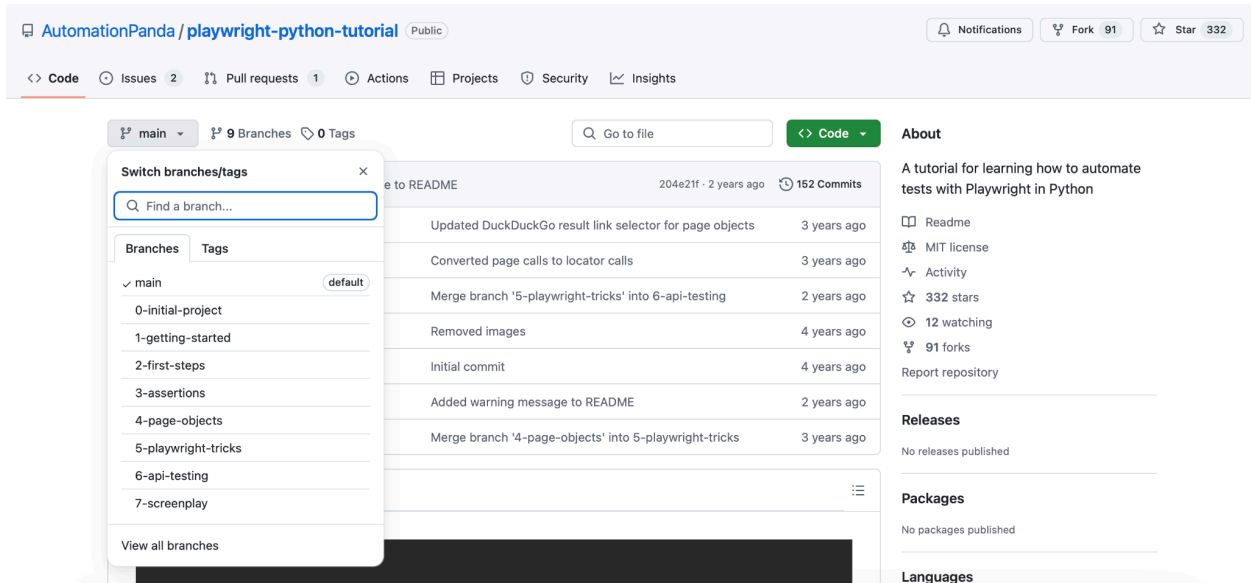 AutomationPanda / playwright-python-tutorial Public
Notifications Fork 91 Star 332
Code Issues 2 Pull requests 1 Actions Projects Security Insights
main 9 Branches 0 Tags
Go to file
Code
Switch branches/tags
Find a branch...
Branches Tags
main default
0-initial-project
1-getting-started
2-first-steps
3-assertions
4-page-objects
5-playwright-tricks
6-api-testing
7-screenplay
View all branches
e to README 204e21f · 2 years ago 152 Commits
Updated DuckDuckGo result link selector for page objects 3 years ago
Converted page calls to locator calls 3 years ago
Merge branch '5-playwright-tricks' into 6-api-testing 2 years ago
Removed images 4 years ago
Initial commit 4 years ago
Added warning message to README 2 years ago
Merge branch '4-page-objects' into 5-playwright-tricks 3 years ago
About
A tutorial for learning how to automate
tests with Playwright in Python
Readme
MIT license
Activity
332 stars
12 watching
91 forks
Report repository
Releases
No releases published
Packages
No packages published
Languages